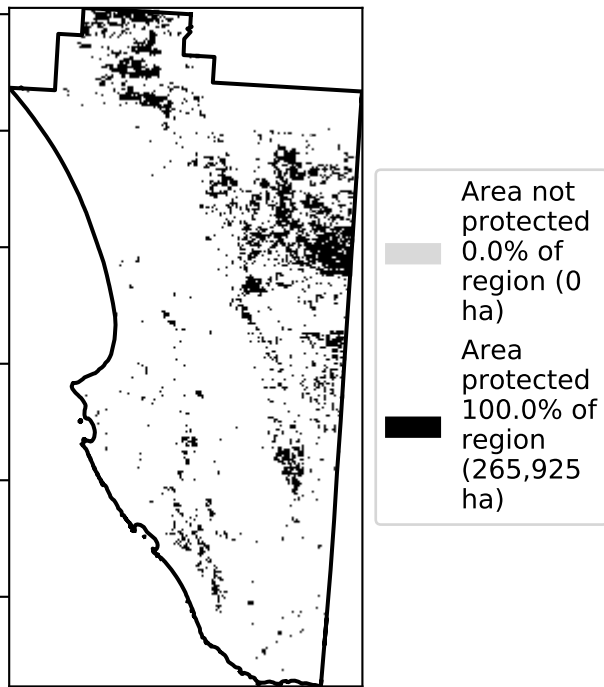 Area not
protected
0.0% of
region (0
ha)
Area
protected
100.0% of
region
(265,925
ha)